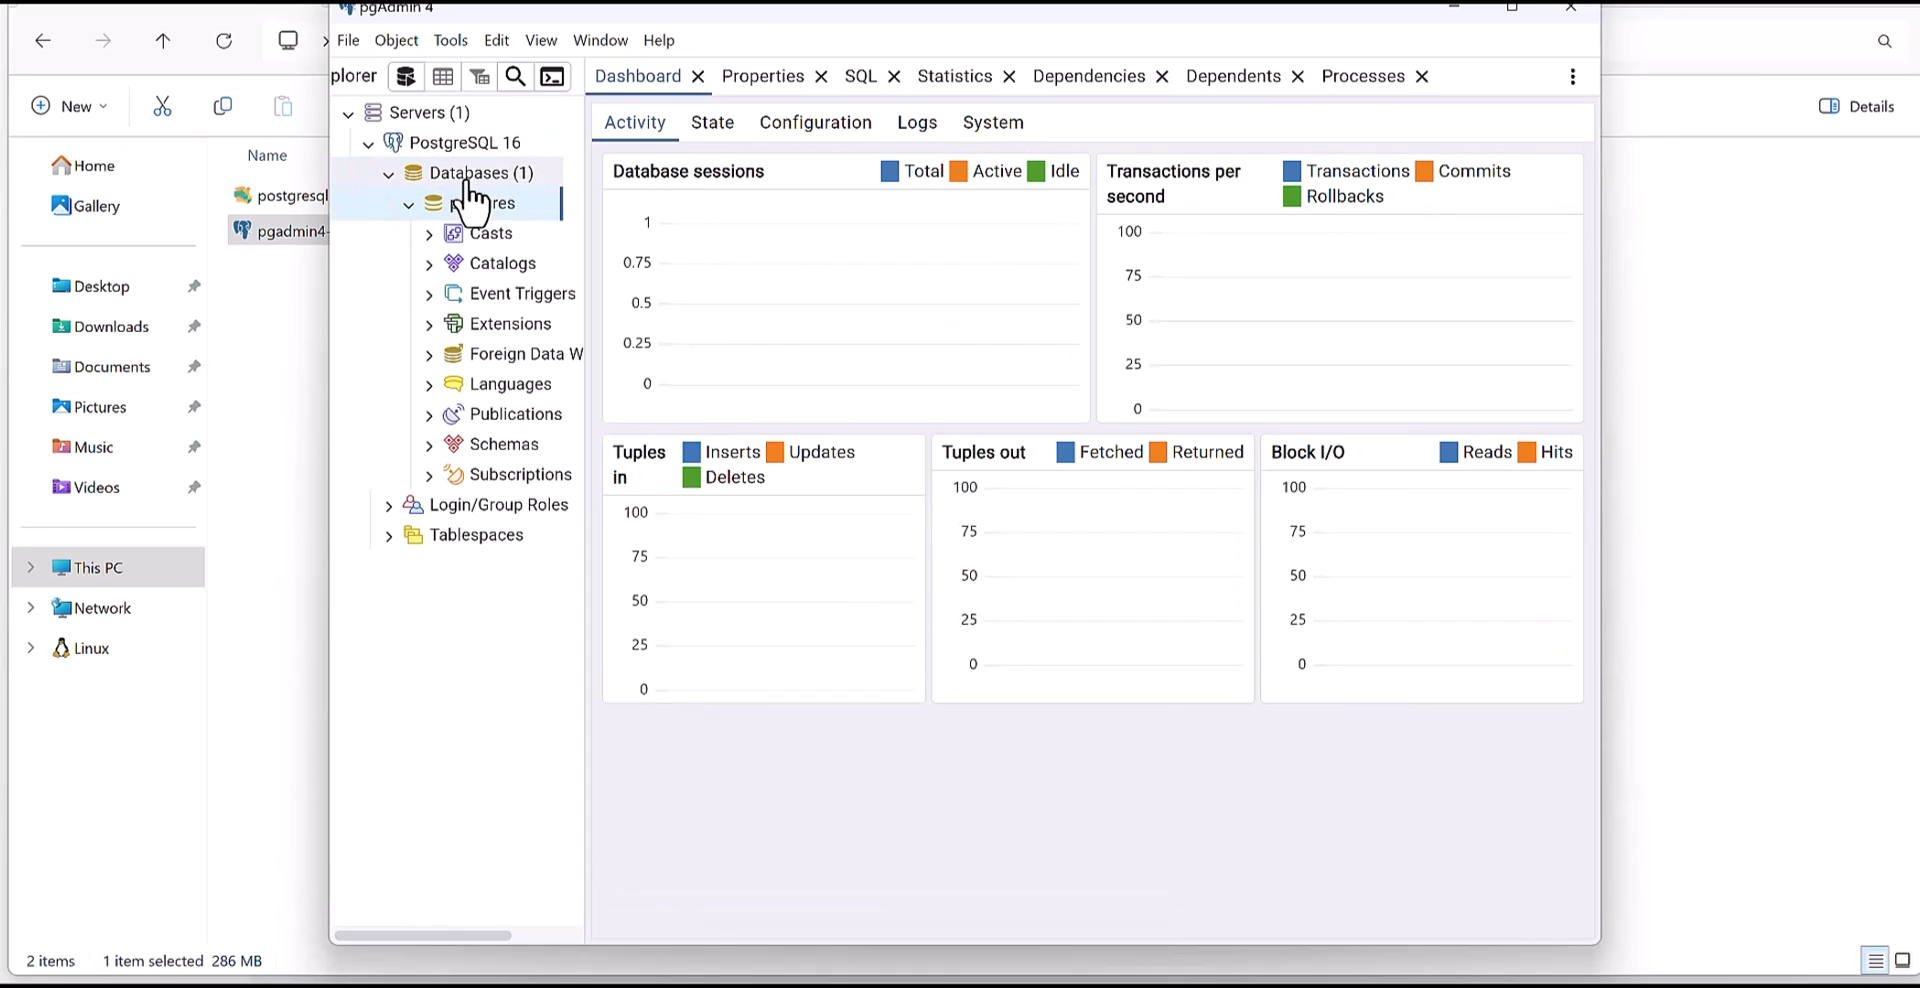 pgAdmin 4
File Object Tools Edit View Window Help
plorer
Dashboard Properties SQL Statistics Dependencies Dependents Processes
New
Details
Home
Gallery
Desktop
Downloads
Documents
Pictures
Music
Videos
This PC
Network
Linux
Name
postgresql
pgadmin4-
Servers (1)
PostgreSQL 16
Databases (1)
Casts
Catalogs
Event Triggers
Extensions
Foreign Data W
Languages
Publications
Schemas
Subscriptions
Login/Group Roles
Tablespaces
Activity State Configuration Logs System
Database sessions Total Active Idle
1
0.75
0.5
0.25
0
Transactions per second
Transactions Commits
Rollbacks
100
75
50
25
0
Tuples in
Inserts Updates
Deletes
100
75
50
25
0
Tuples out Fetched Returned
100
75
50
25
0
Block I/O Reads Hits
100
75
50
25
0
2 items 1 item selected 286 MB